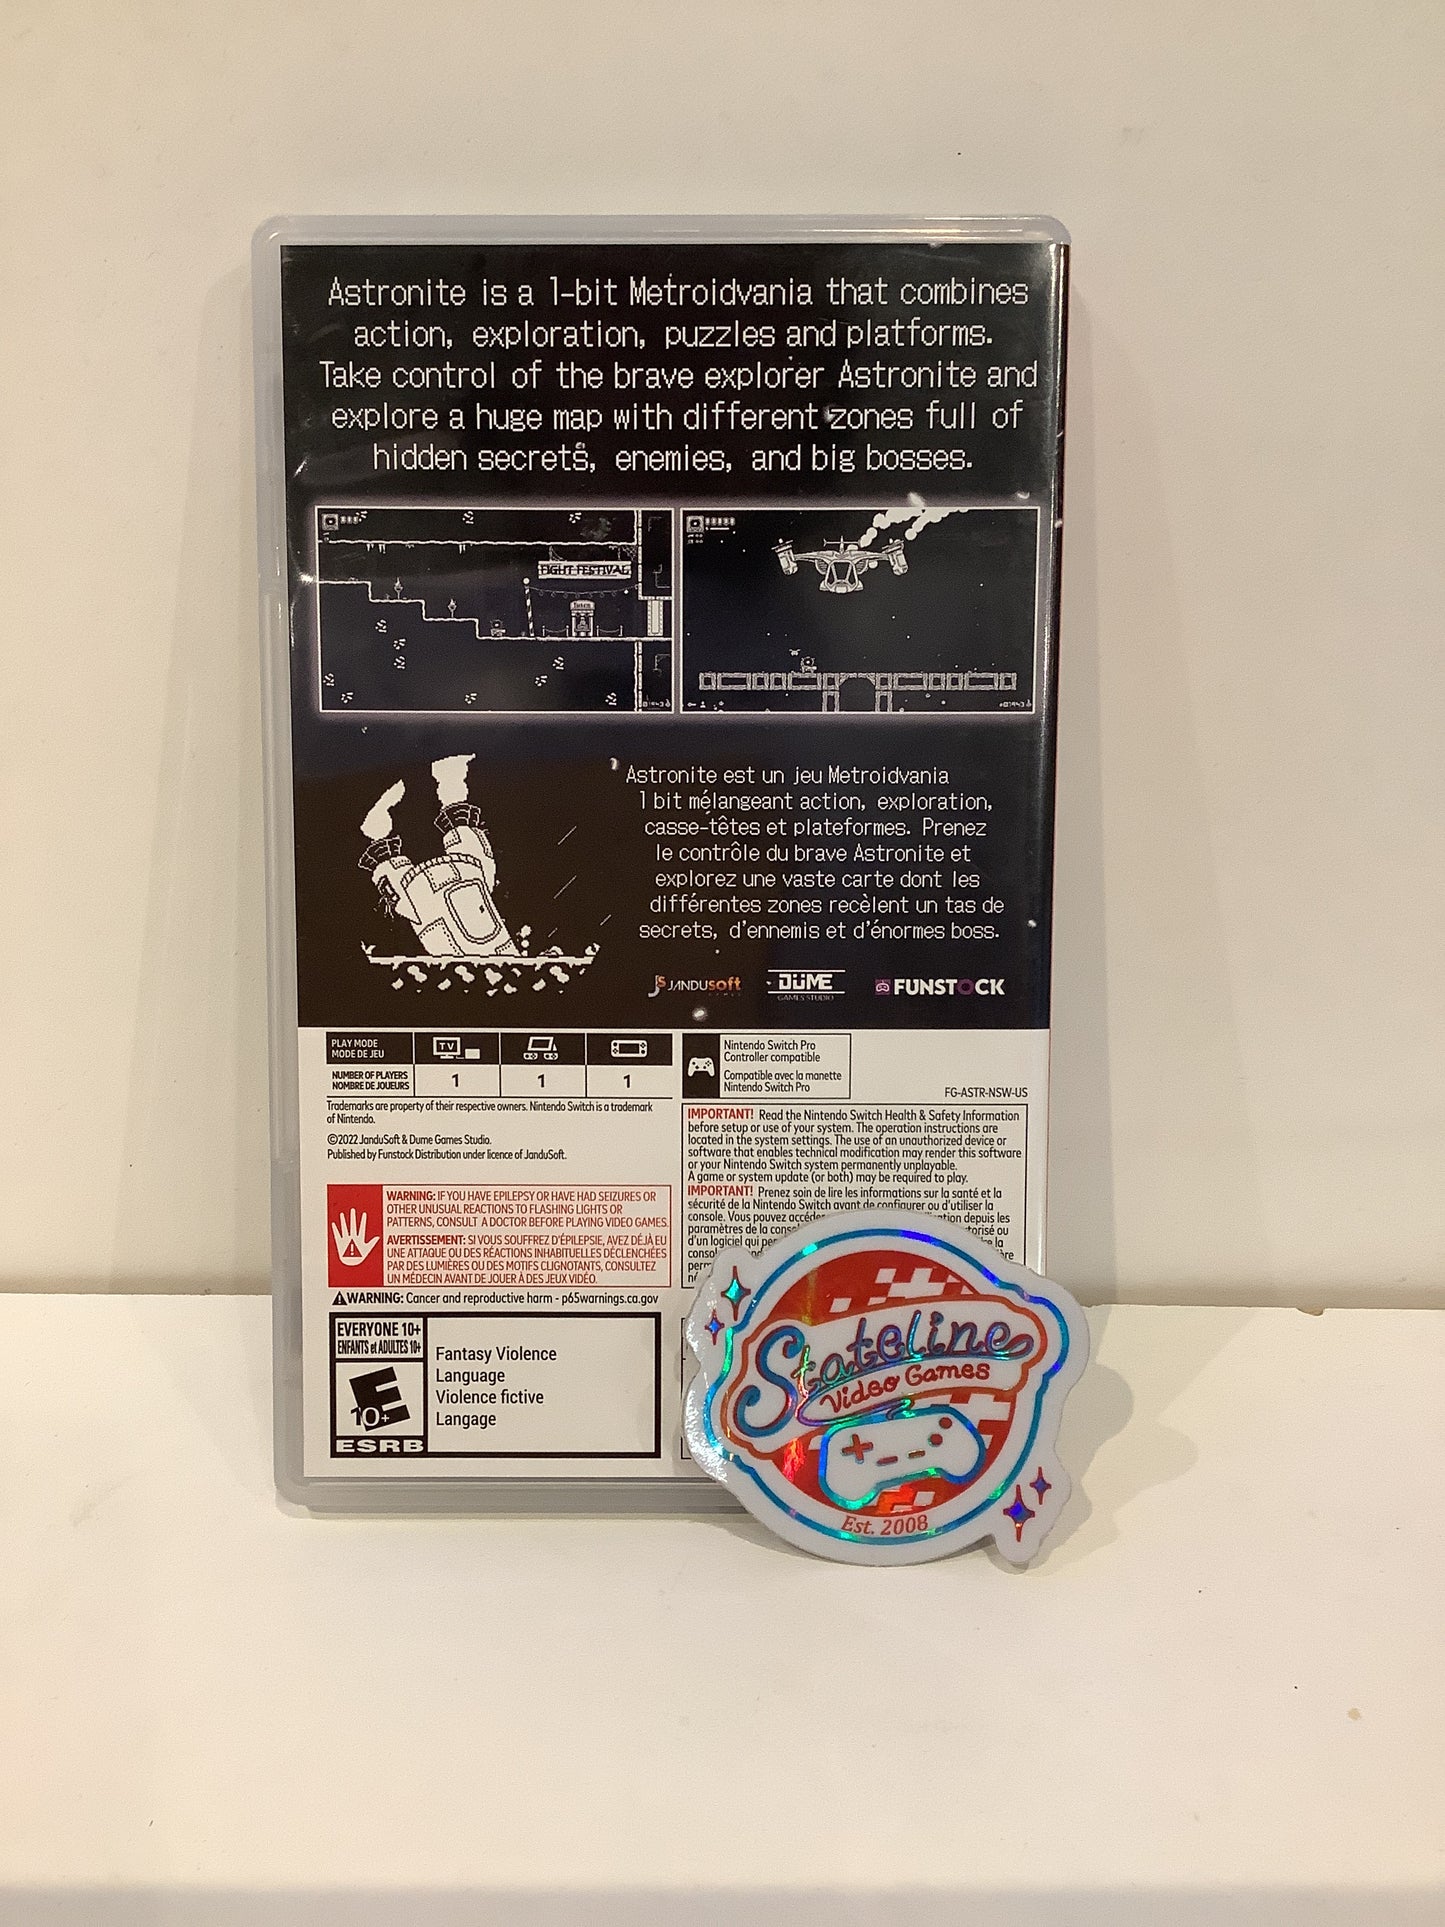 Astronite is a 1-bit Metroidvania that combines
action, exploration, puzzles and platforms.
Take control of the brave explorer Astronite and
explore a huge map with different zones full of
hidden secrets, enemies, and big bosses.
FIGHT FESTIVAL
Astronite est un jeu Metroidvania
1 bit mélangeant action, exploration,
casse-têtes et plateformes. Prenez
le contrôle du brave Astronite et
explorez une vaste carte dont les
différentes zones recèlent un tas de
secrets, d'ennemis et d'énormes boss.
JS JANDUSOFT GAMES
DÜME GAMES STUDIO
FUNSTOCK
PLAY MODE
MODE DE JEU
TV
NUMBER OF PLAYERS
NOMBRE DE JOUEURS
1 1 1
Nintendo Switch Pro
Controller compatible
Compatible avec la manette
Nintendo Switch Pro
FG-ASTR-NSW-US
Trademarks are property of their respective owners. Nintendo Switch is a trademark
of Nintendo.
©2022 JanduSoft & Dume Games Studio.
Published by Funstock Distribution under licence of JanduSoft.
IMPORTANT! Read the Nintendo Switch Health & Safety Information
before setup or use of your system. The operation instructions are
located in the system settings. The use of an unauthorized device or
software that enables technical modification may render this software
or your Nintendo Switch system permanently unplayable.
A game or system update (or both) may be required to play.
IMPORTANT! Prenez soin de lire les informations sur la santé et la
sécurité de la Nintendo Switch avant de configurer ou d'utiliser la
console. Vous pouvez depuis les
paramètres de la
d'un logiciel qui la
WARNING: IF YOU HAVE EPILEPSY OR HAVE HAD SEIZURES OR
OTHER UNUSUAL REACTIONS TO FLASHING LIGHTS OR
PATTERNS, CONSULT A DOCTOR BEFORE PLAYING VIDEO GAMES.
AVERTISSEMENT: SI VOUS SOUFFREZ D'ÉPILEPSIE, AVEZ DÉJÀ EU
UNE ATTAQUE OU DES RÉACTIONS INHABITUELLES DÉCLENCHÉES
PAR DES LUMIÈRES OU DES MOTIFS CLIGNOTANTS, CONSULTEZ
UN MÉDECIN AVANT DE JOUER À DES JEUX VIDÉO.
WARNING: Cancer and reproductive harm - p65warnings.ca.gov
EVERYONE 10+
ENFANTS et ADULTES 10+
E
10+
ESRB
Fantasy Violence
Language
Violence fictive
Langage
Stateline
Video Games
Est. 2008